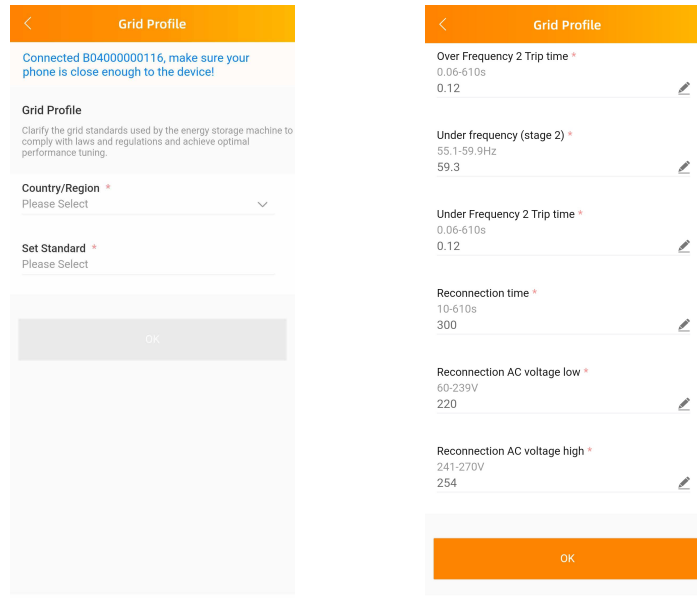 Grid Profile
Connected B04000000116, make sure your
phone is close enough to the device!
Grid Profile
Clarify the grid standards used by the energy storage machine to
comply with laws and regulations and achieve optimal
performance tuning.
Country/Region *
Please Select
Set Standard *
Please Select
OK
Grid Profile
Over Frequency 2 Trip time *
0.06-610s
0.12
Under frequency (stage 2) *
55.1-59.9Hz
59.3
Under Frequency 2 Trip time *
0.06-610s
0.12
Reconnection time *
10-610s
300
Reconnection AC voltage low *
60-239V
220
Reconnection AC voltage high *
241-270V
254
OK